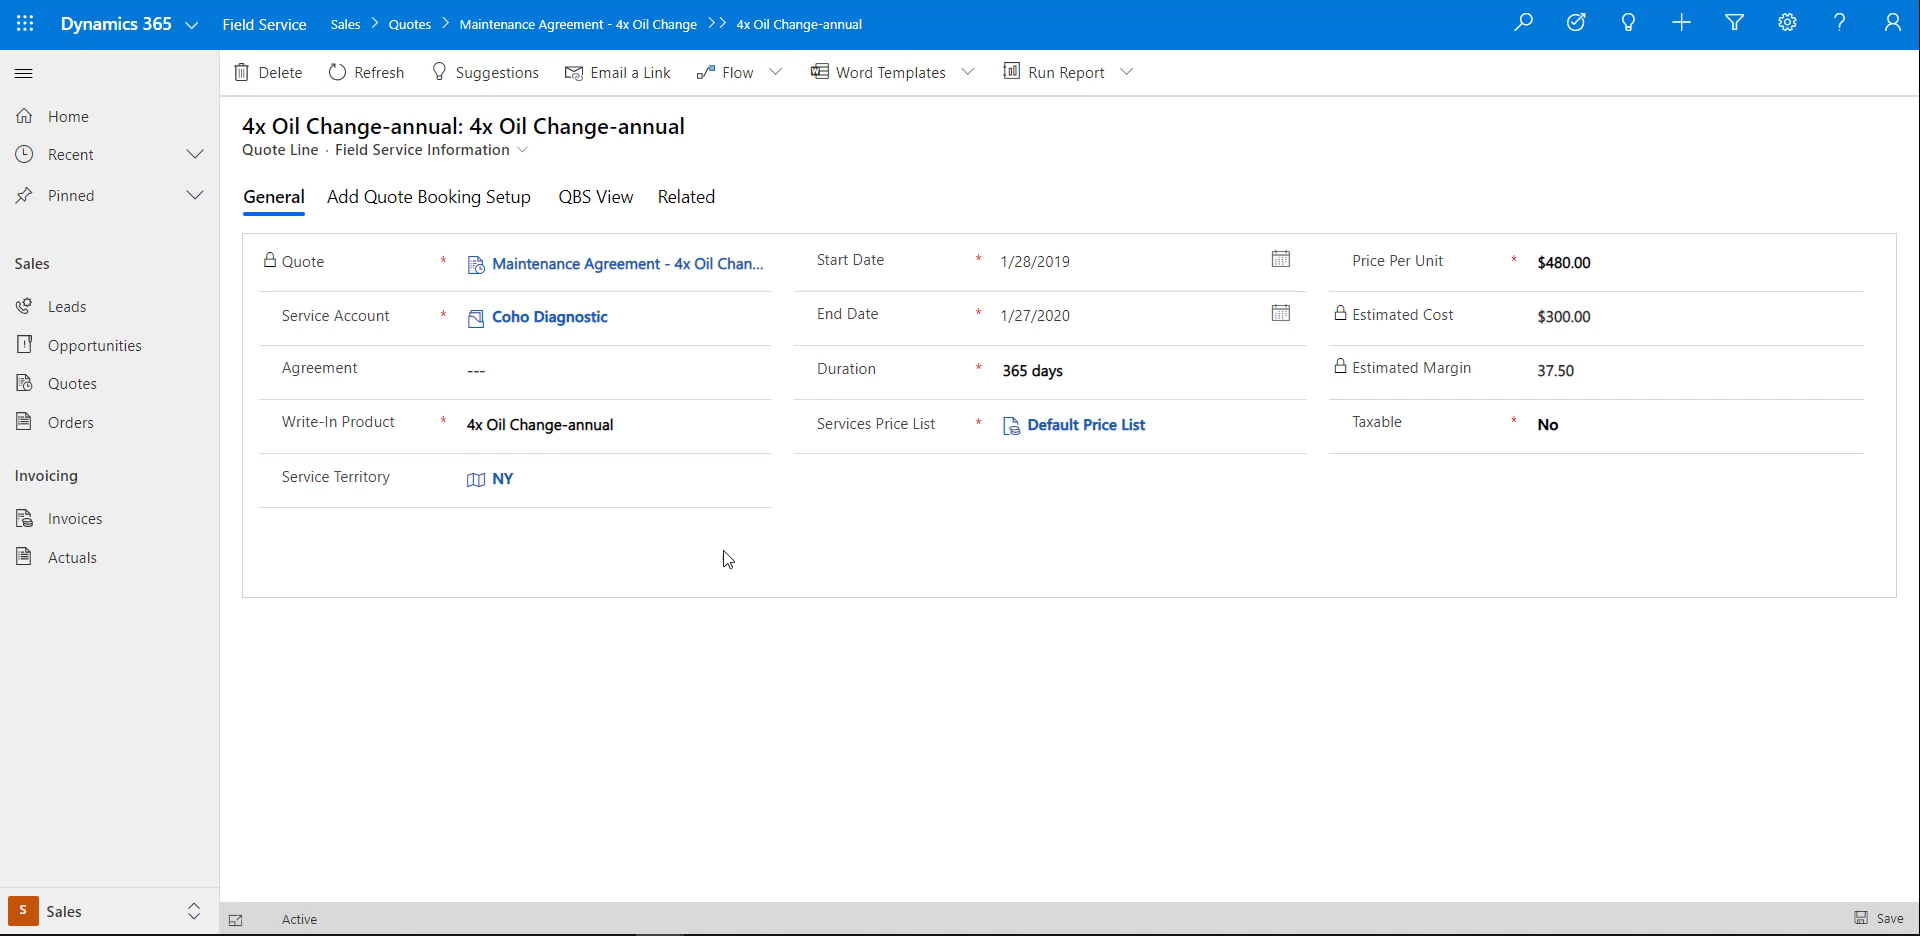 Dynamics 365 Field Service Sales > Quotes > Maintenance Agreement - 4x Oil Change >> 4x Oil Change-annual ?
Delete Refresh Suggestions Email a Link Flow Word Templates Run Report
Home
Recent
Pinned
Sales
Leads
Opportunities
Quotes
Orders
Invoicing
Invoices
Actuals
S Sales
4x Oil Change-annual: 4x Oil Change-annual
Quote Line · Field Service Information
General Add Quote Booking Setup QBS View Related
Quote * Maintenance Agreement - 4x Oil Chan...
Service Account * Coho Diagnostic
Agreement ---
Write-In Product * 4x Oil Change-annual
Service Territory NY
Start Date * 1/28/2019
End Date * 1/27/2020
Duration * 365 days
Services Price List * Default Price List
Price Per Unit * $480.00
Estimated Cost $300.00
Estimated Margin 37.50
Taxable * No
Active Save